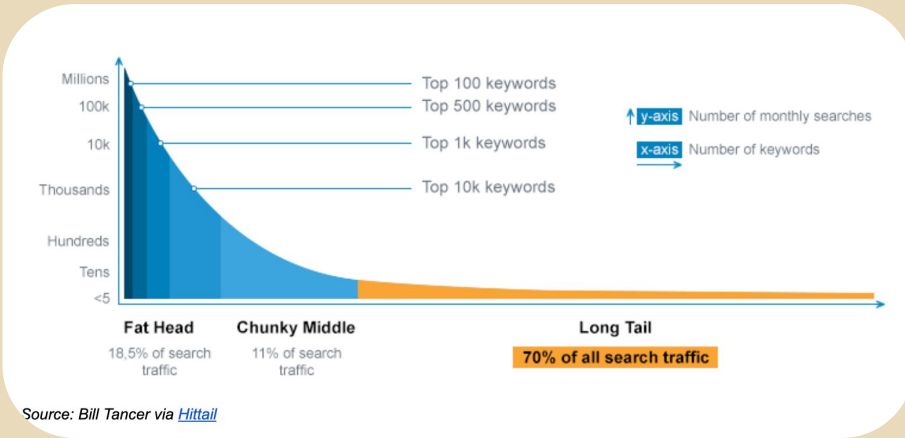 Millions
100k
10k
Thousands
Hundreds
Tens
<5
Top 100 keywords
Top 500 keywords
Top 1k keywords
Top 10k keywords
y-axis Number of monthly searches
x-axis Number of keywords
Fat Head
18,5% of search
traffic
Chunky Middle
11% of search
traffic
Long Tail
70% of all search traffic
Source: Bill Tancer via Hittail